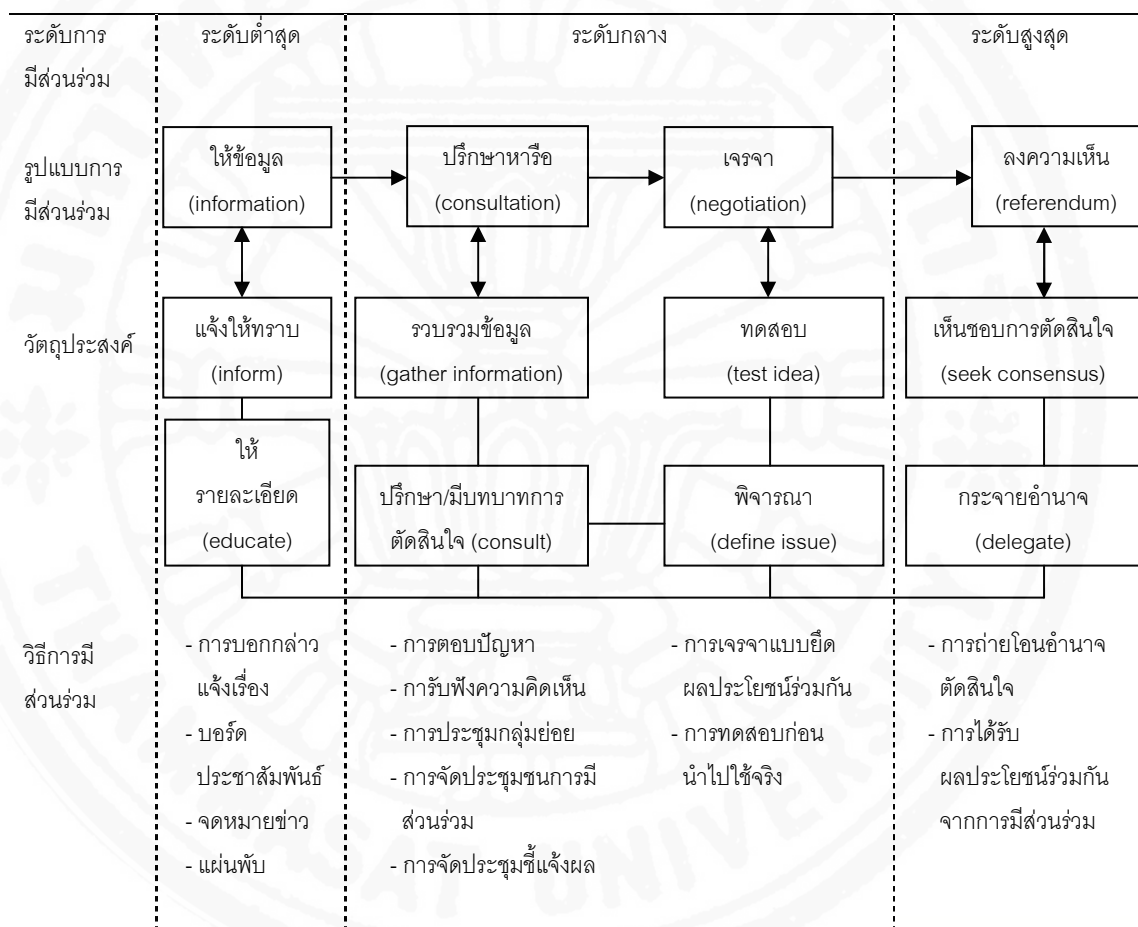 ระดับการ
มีส่วนร่วม
ระดับต่ำสุด
ระดับกลาง
ระดับสูงสุด
รูปแบบการ
มีส่วนร่วม
ให้ข้อมูล
(information)
ปรึกษาหารือ
(consultation)
เจรจา
(negotiation)
ลงความเห็น
(referendum)
วัตถุประสงค์
แจ้งให้ทราบ
(inform)
รวบรวมข้อมูล
(gather information)
ทดสอบ
(test idea)
เห็นชอบการตัดสินใจ
(seek consensus)
ให้
รายละเอียด
(educate)
ปรึกษา/มีบทบาทการ
ตัดสินใจ (consult)
พิจารณา
(define issue)
กระจายอำนาจ
(delegate)
วิธีการมี
ส่วนร่วม
- การบอกกล่าว
แจ้งเรื่อง
- บอร์ด
ประชาสัมพันธ์
- จดหมายข่าว
- แผ่นพับ
- การตอบปัญหา
- การับฟังความคิดเห็น
- การประชุมกลุ่มย่อย
- การจัดประชุมชนการมี
ส่วนร่วม
- การจัดประชุมชี้แจงผล
- การเจรจาแบบยึด
ผลประโยชน์ร่วมกัน
- การทดสอบก่อน
นำไปใช้จริง
- การถ่ายโอนอำนาจ
ตัดสินใจ
- การได้รับ
ผลประโยชน์ร่วมกัน
จากการมีส่วนร่วม